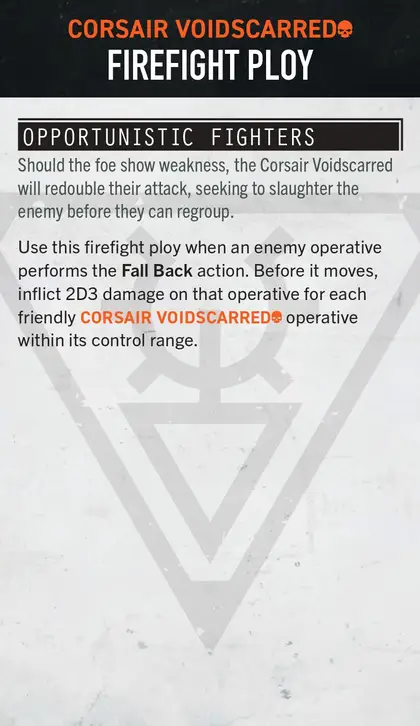 CORSAIR VOIDSCARRED
FIREFIGHT PLOY
OPPORTUNISTIC FIGHTERS
Should the foe show weakness, the Corsair Voidscarred
will redouble their attack, seeking to slaughter the
enemy before they can regroup.
Use this firefight ploy when an enemy operative
performs the Fall Back action. Before it moves,
inflict 2D3 damage on that operative for each
friendly CORSAIR VOIDSCARRED operative
within its control range.